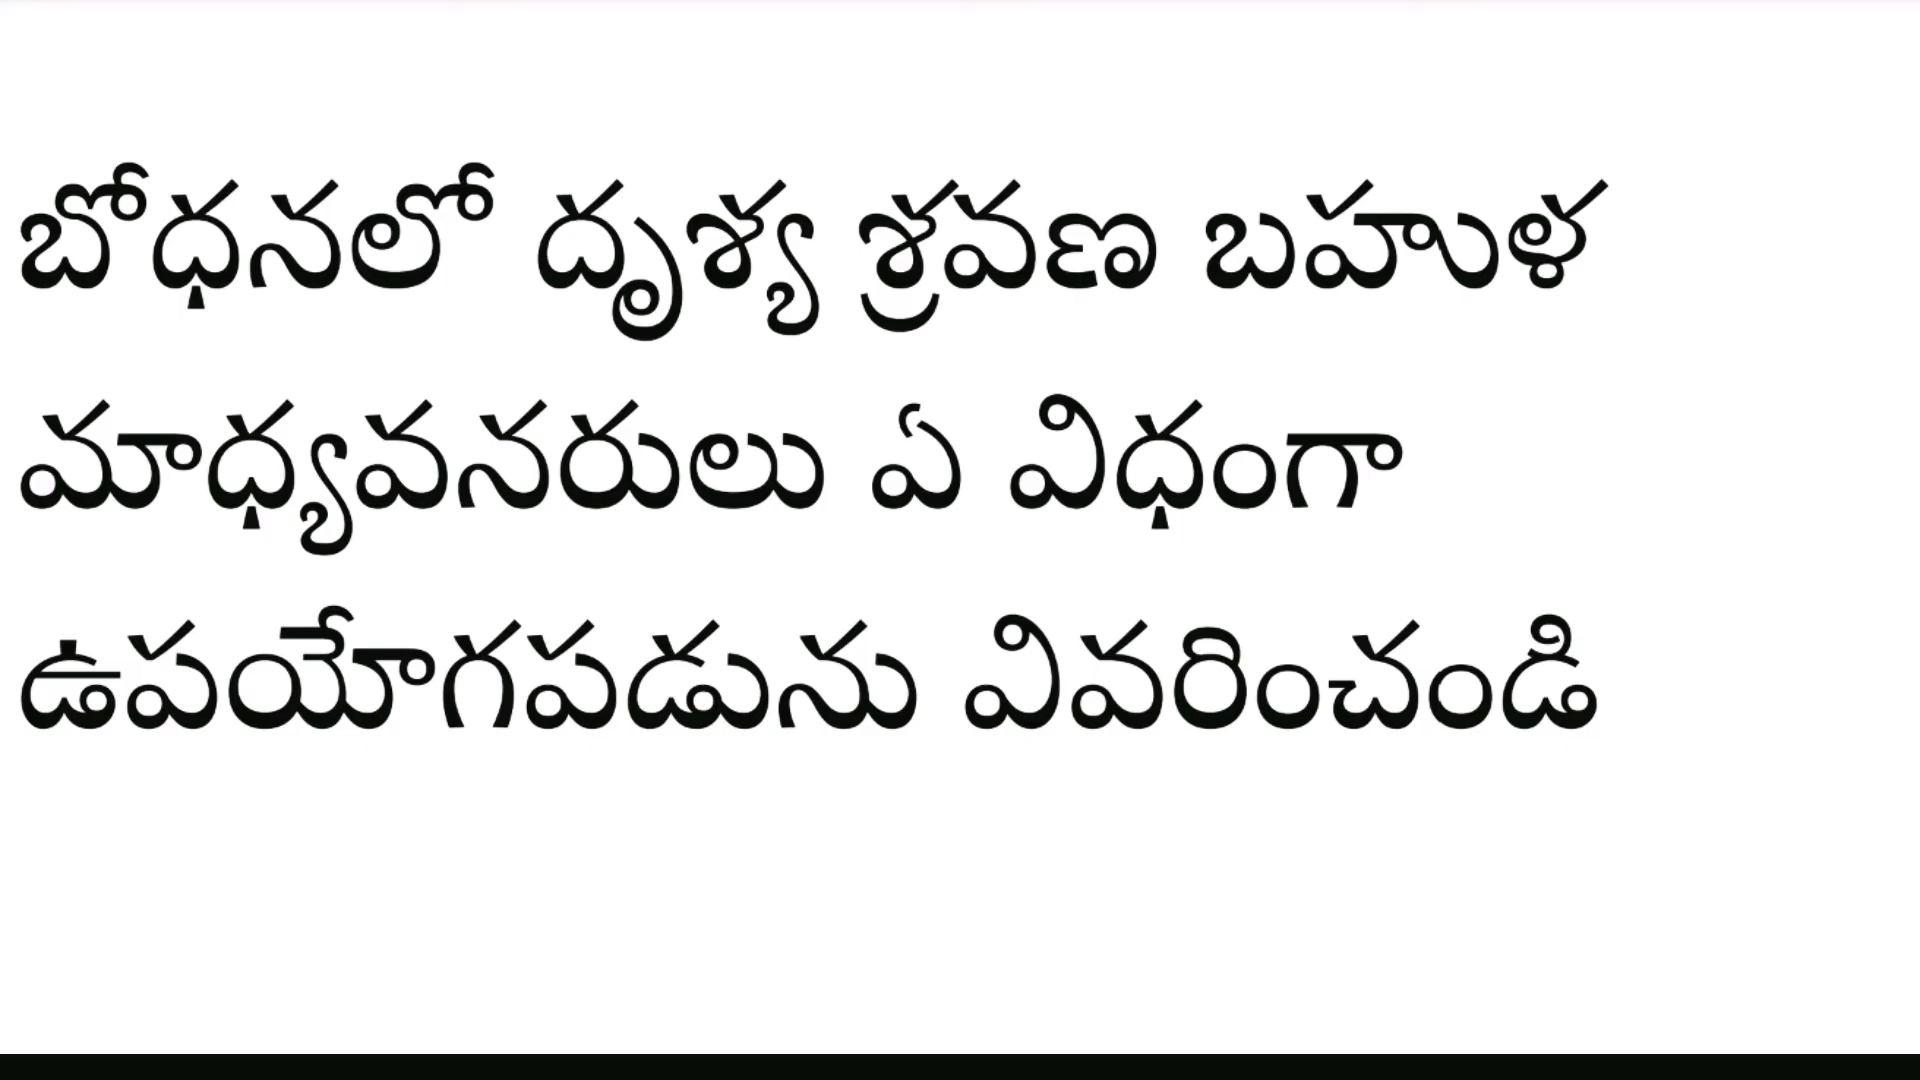 బోధనలో దృశ్య శ్రవణ బహుళ
మాధ్యవనరులు ఏ విధంగా
ఉపయోగపడును వివరించండి